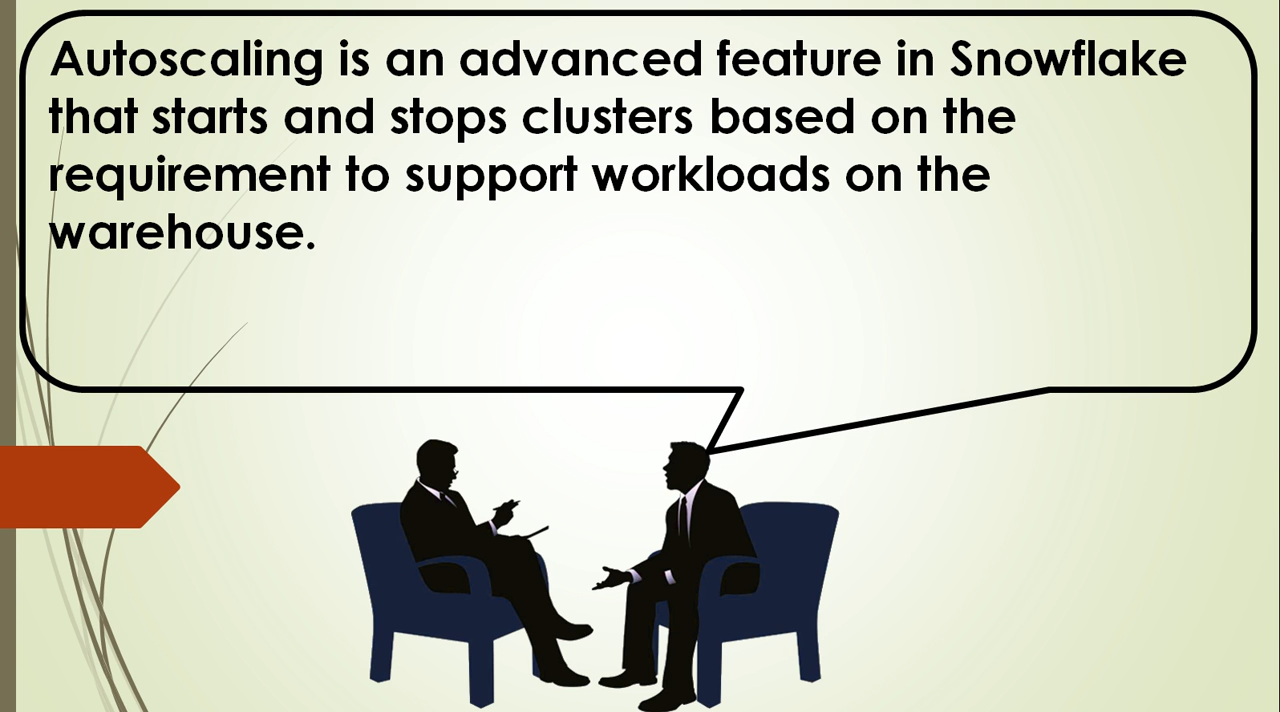 Autoscaling is an advanced feature in Snowflake
that starts and stops clusters based on the
requirement to support workloads on the
warehouse.